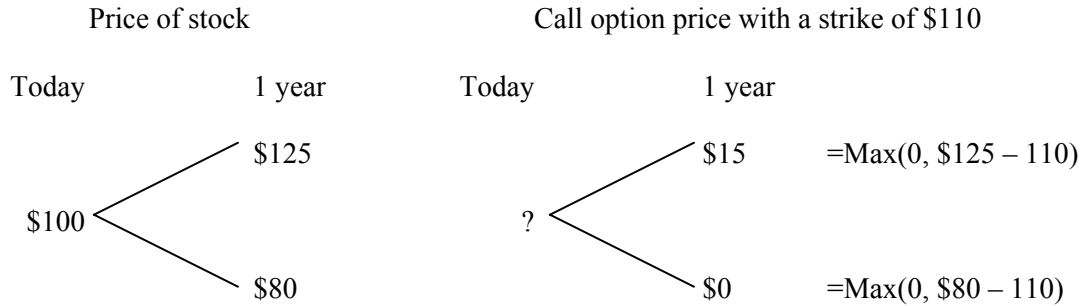 Price of stock Call option price with a strike of $110
Today 1 year Today 1 year
$125 $15 =Max(0, $125 – 110)
$100 ?
$80 $0 =Max(0, $80 – 110)